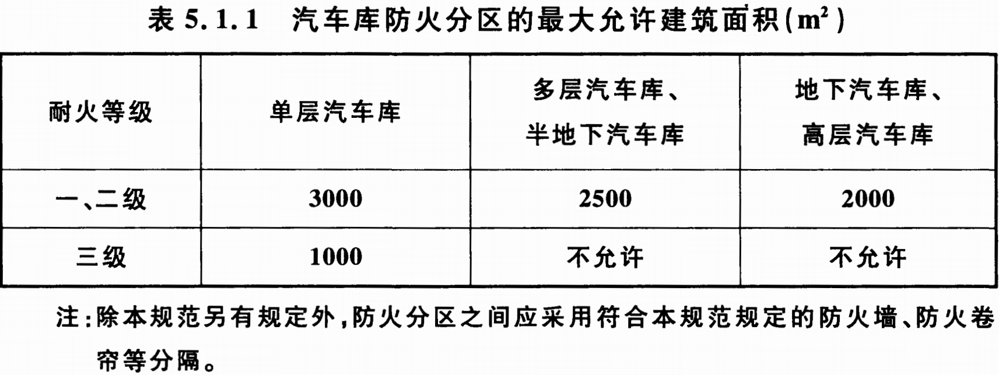 表 5.1.1 汽车库防火分区的最大允许建筑面积(m²)
耐火等级 单层汽车库 多层汽车库、半地下汽车库 地下汽车库、高层汽车库
一、二级 3000 2500 2000
三级 1000 不允许 不允许
注:除本规范另有规定外,防火分区之间应采用符合本规范规定的防火墙、防火卷
帘等分隔。